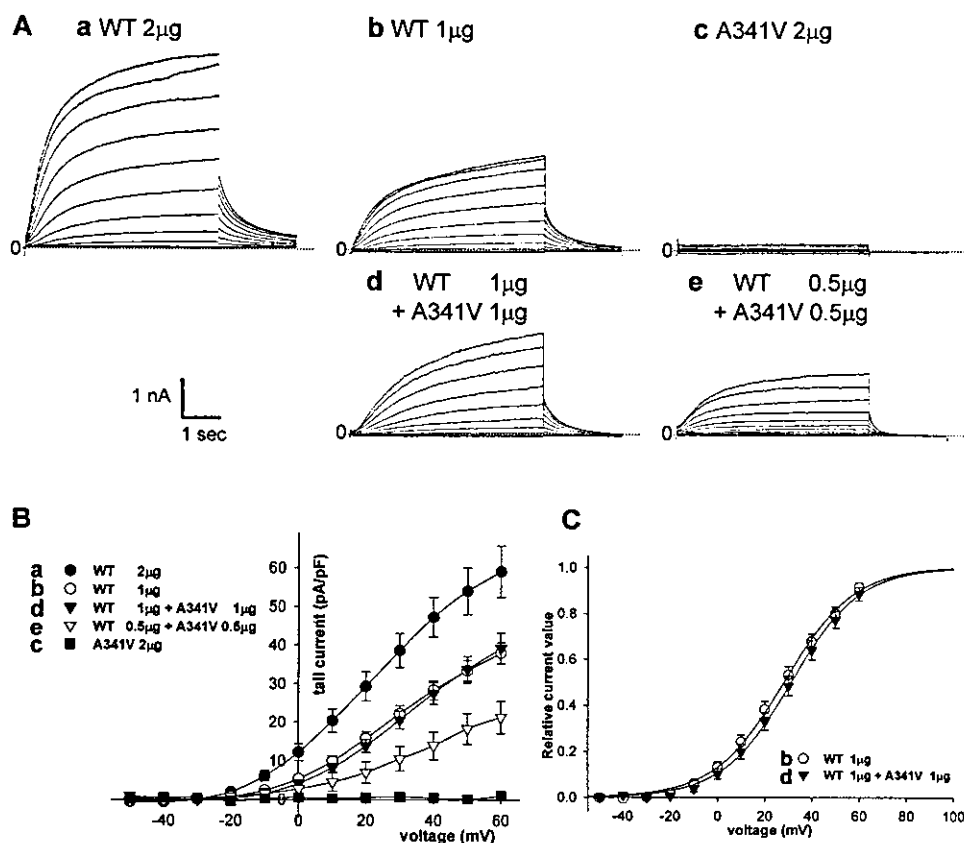 A
a WT 2μg
b WT 1μg
c A341V 2μg
0
0
0
d WT 1μg
+ A341V 1μg
e WT 0.5μg
+ A341V 0.5μg
1 nA
1 sec
0
0
B
a WT 2μg
b WT 1μg
d WT 1μg + A341V 1μg
e WT 0.5μg + A341V 0.5μg
c A341V 2μg
tail current (pA/pF)
60
50
40
30
20
10
0
-40 -20 0 20 40 60
voltage (mV)
C
Relative current value
1.0
0.8
0.6
0.4
0.2
0.0
b WT 1μg
d WT 1μg + A341V 1μg
-40 -20 0 20 40 60 80 100
voltage (mV)